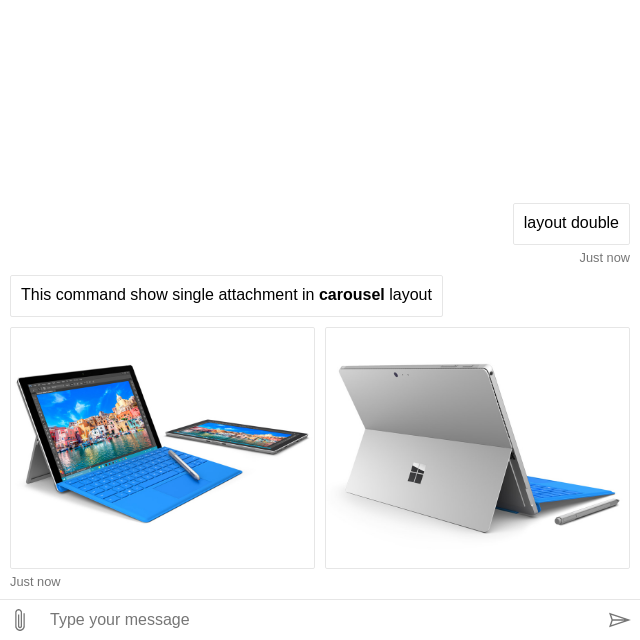 layout double
Just now
This command show single attachment in carousel layout
Just now
Type your message